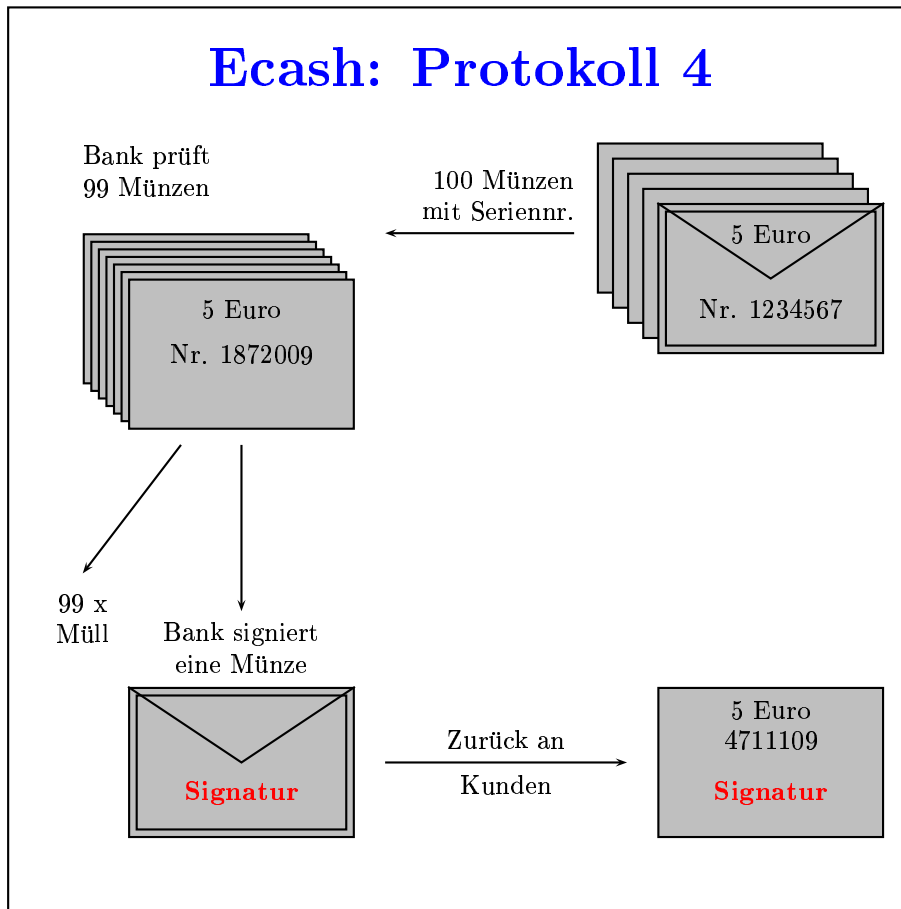 Ecash: Protokoll 4
Bank prüft
99 Münzen
100 Münzen
mit Seriennr.
5 Euro
Nr. 1234567
5 Euro
Nr. 1872009
99 x
Müll
Bank signiert
eine Münze
Signatur
Zurück an
Kunden
5 Euro
4711109
Signatur